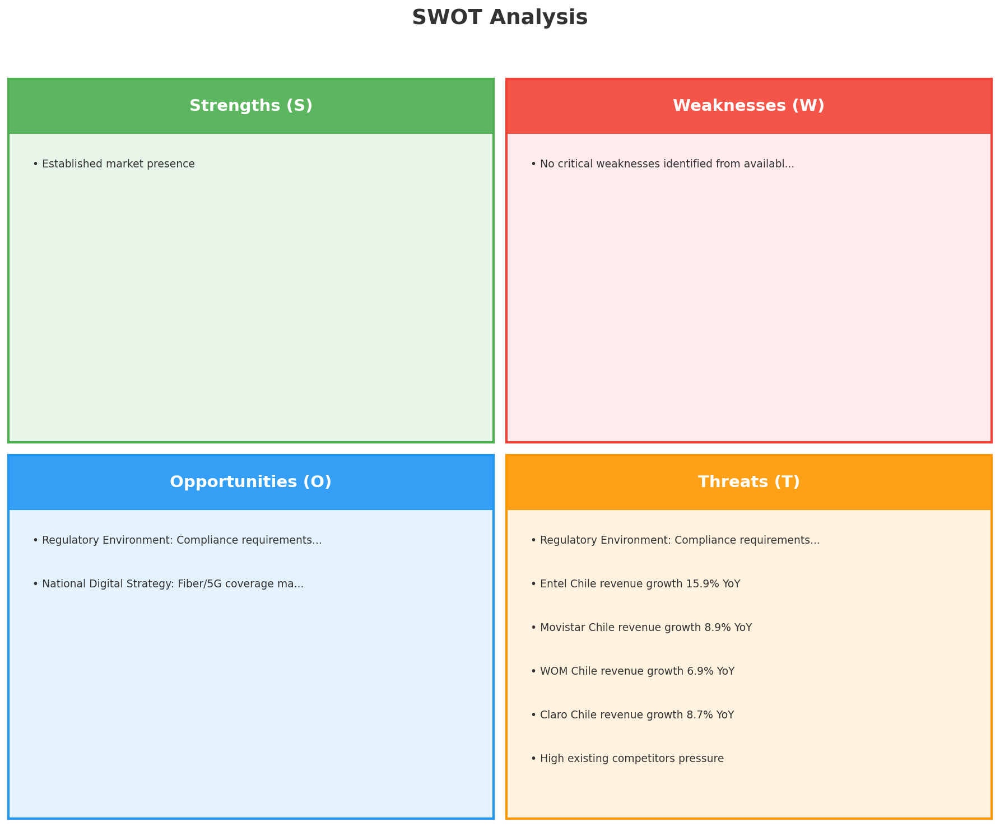 SWOT Analysis
Strengths (S)
• Established market presence
Weaknesses (W)
• No critical weaknesses identified from availabl...
Opportunities (O)
• Regulatory Environment: Compliance requirements...
• National Digital Strategy: Fiber/5G coverage ma...
Threats (T)
• Regulatory Environment: Compliance requirements...
• Entel Chile revenue growth 15.9% YoY
• Movistar Chile revenue growth 8.9% YoY
• WOM Chile revenue growth 6.9% YoY
• Claro Chile revenue growth 8.7% YoY
• High existing competitors pressure